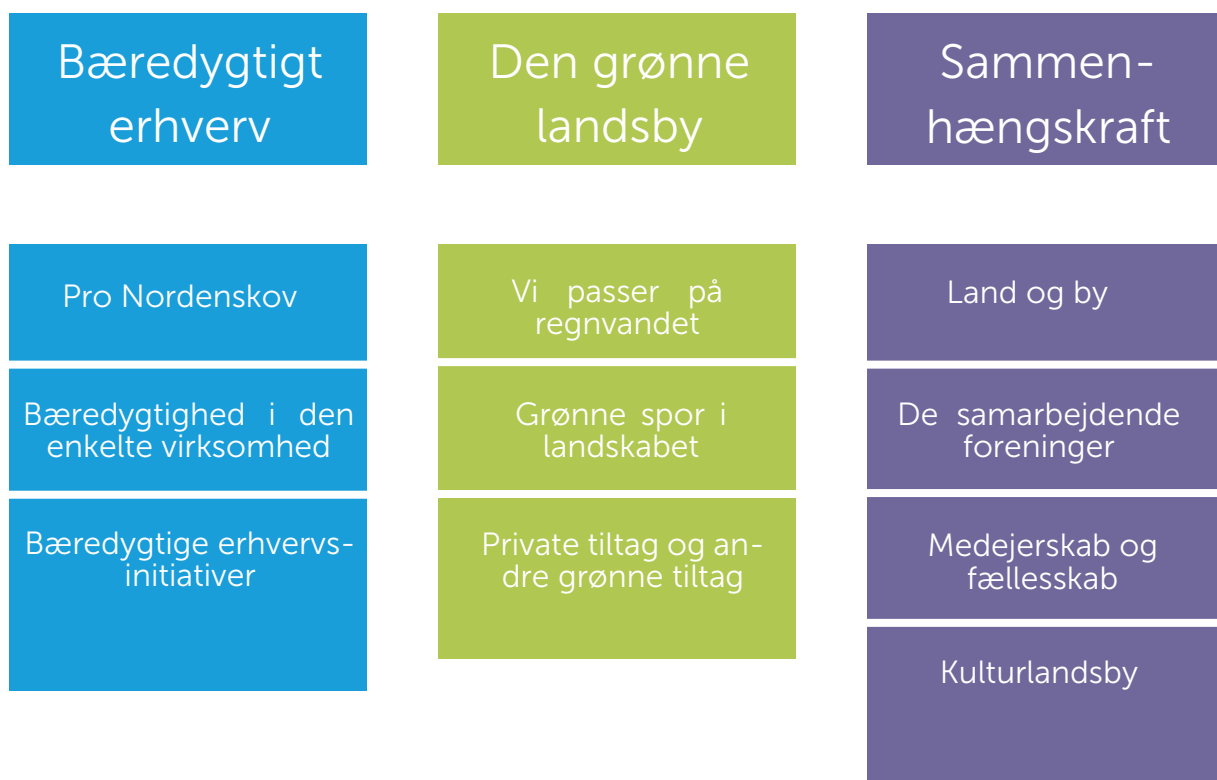 Bæredygtigt
erhverv
Pro Nordenskov
Bæredygtighed i den
enkelte virksomhed
Bæredygtige erhvervs-
initiativer
Den grønne
landsby
Vi passer på
regnvandet
Grønne spor i
landskabet
Private tiltag og an-
dre grønne tiltag
Sammen-
hængskraft
Land og by
De samarbejdende
foreninger
Medejerskab og
fællesskab
Kulturlandsby